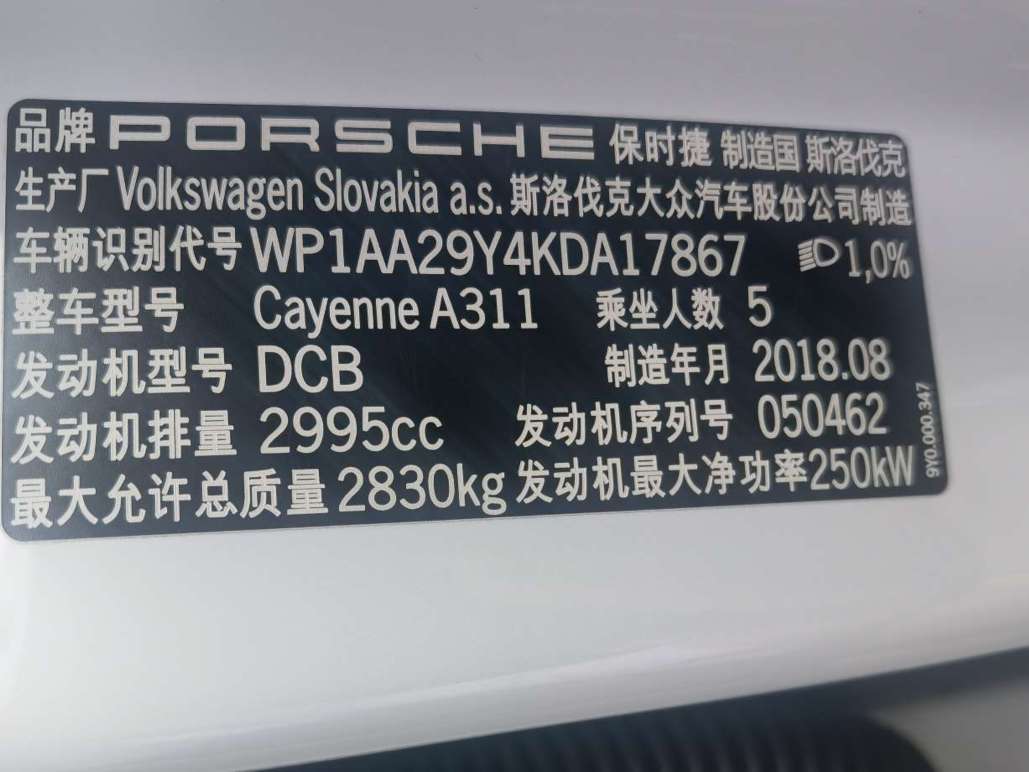 品牌 PORSCHE 保时捷 制造国 斯洛伐克
生产厂 Volkswagen Slovakia a.s. 斯洛伐克大众汽车股份公司制造
车辆识别代号 WP1AA29Y4KDA17867 1,0%
整车型号 Cayenne A311 乘坐人数 5
发动机型号 DCB 制造年月 2018.08
发动机排量 2995cc 发动机序列号 050462
最大允许总质量 2830kg 发动机最大净功率 250kW
9Y0.000.347